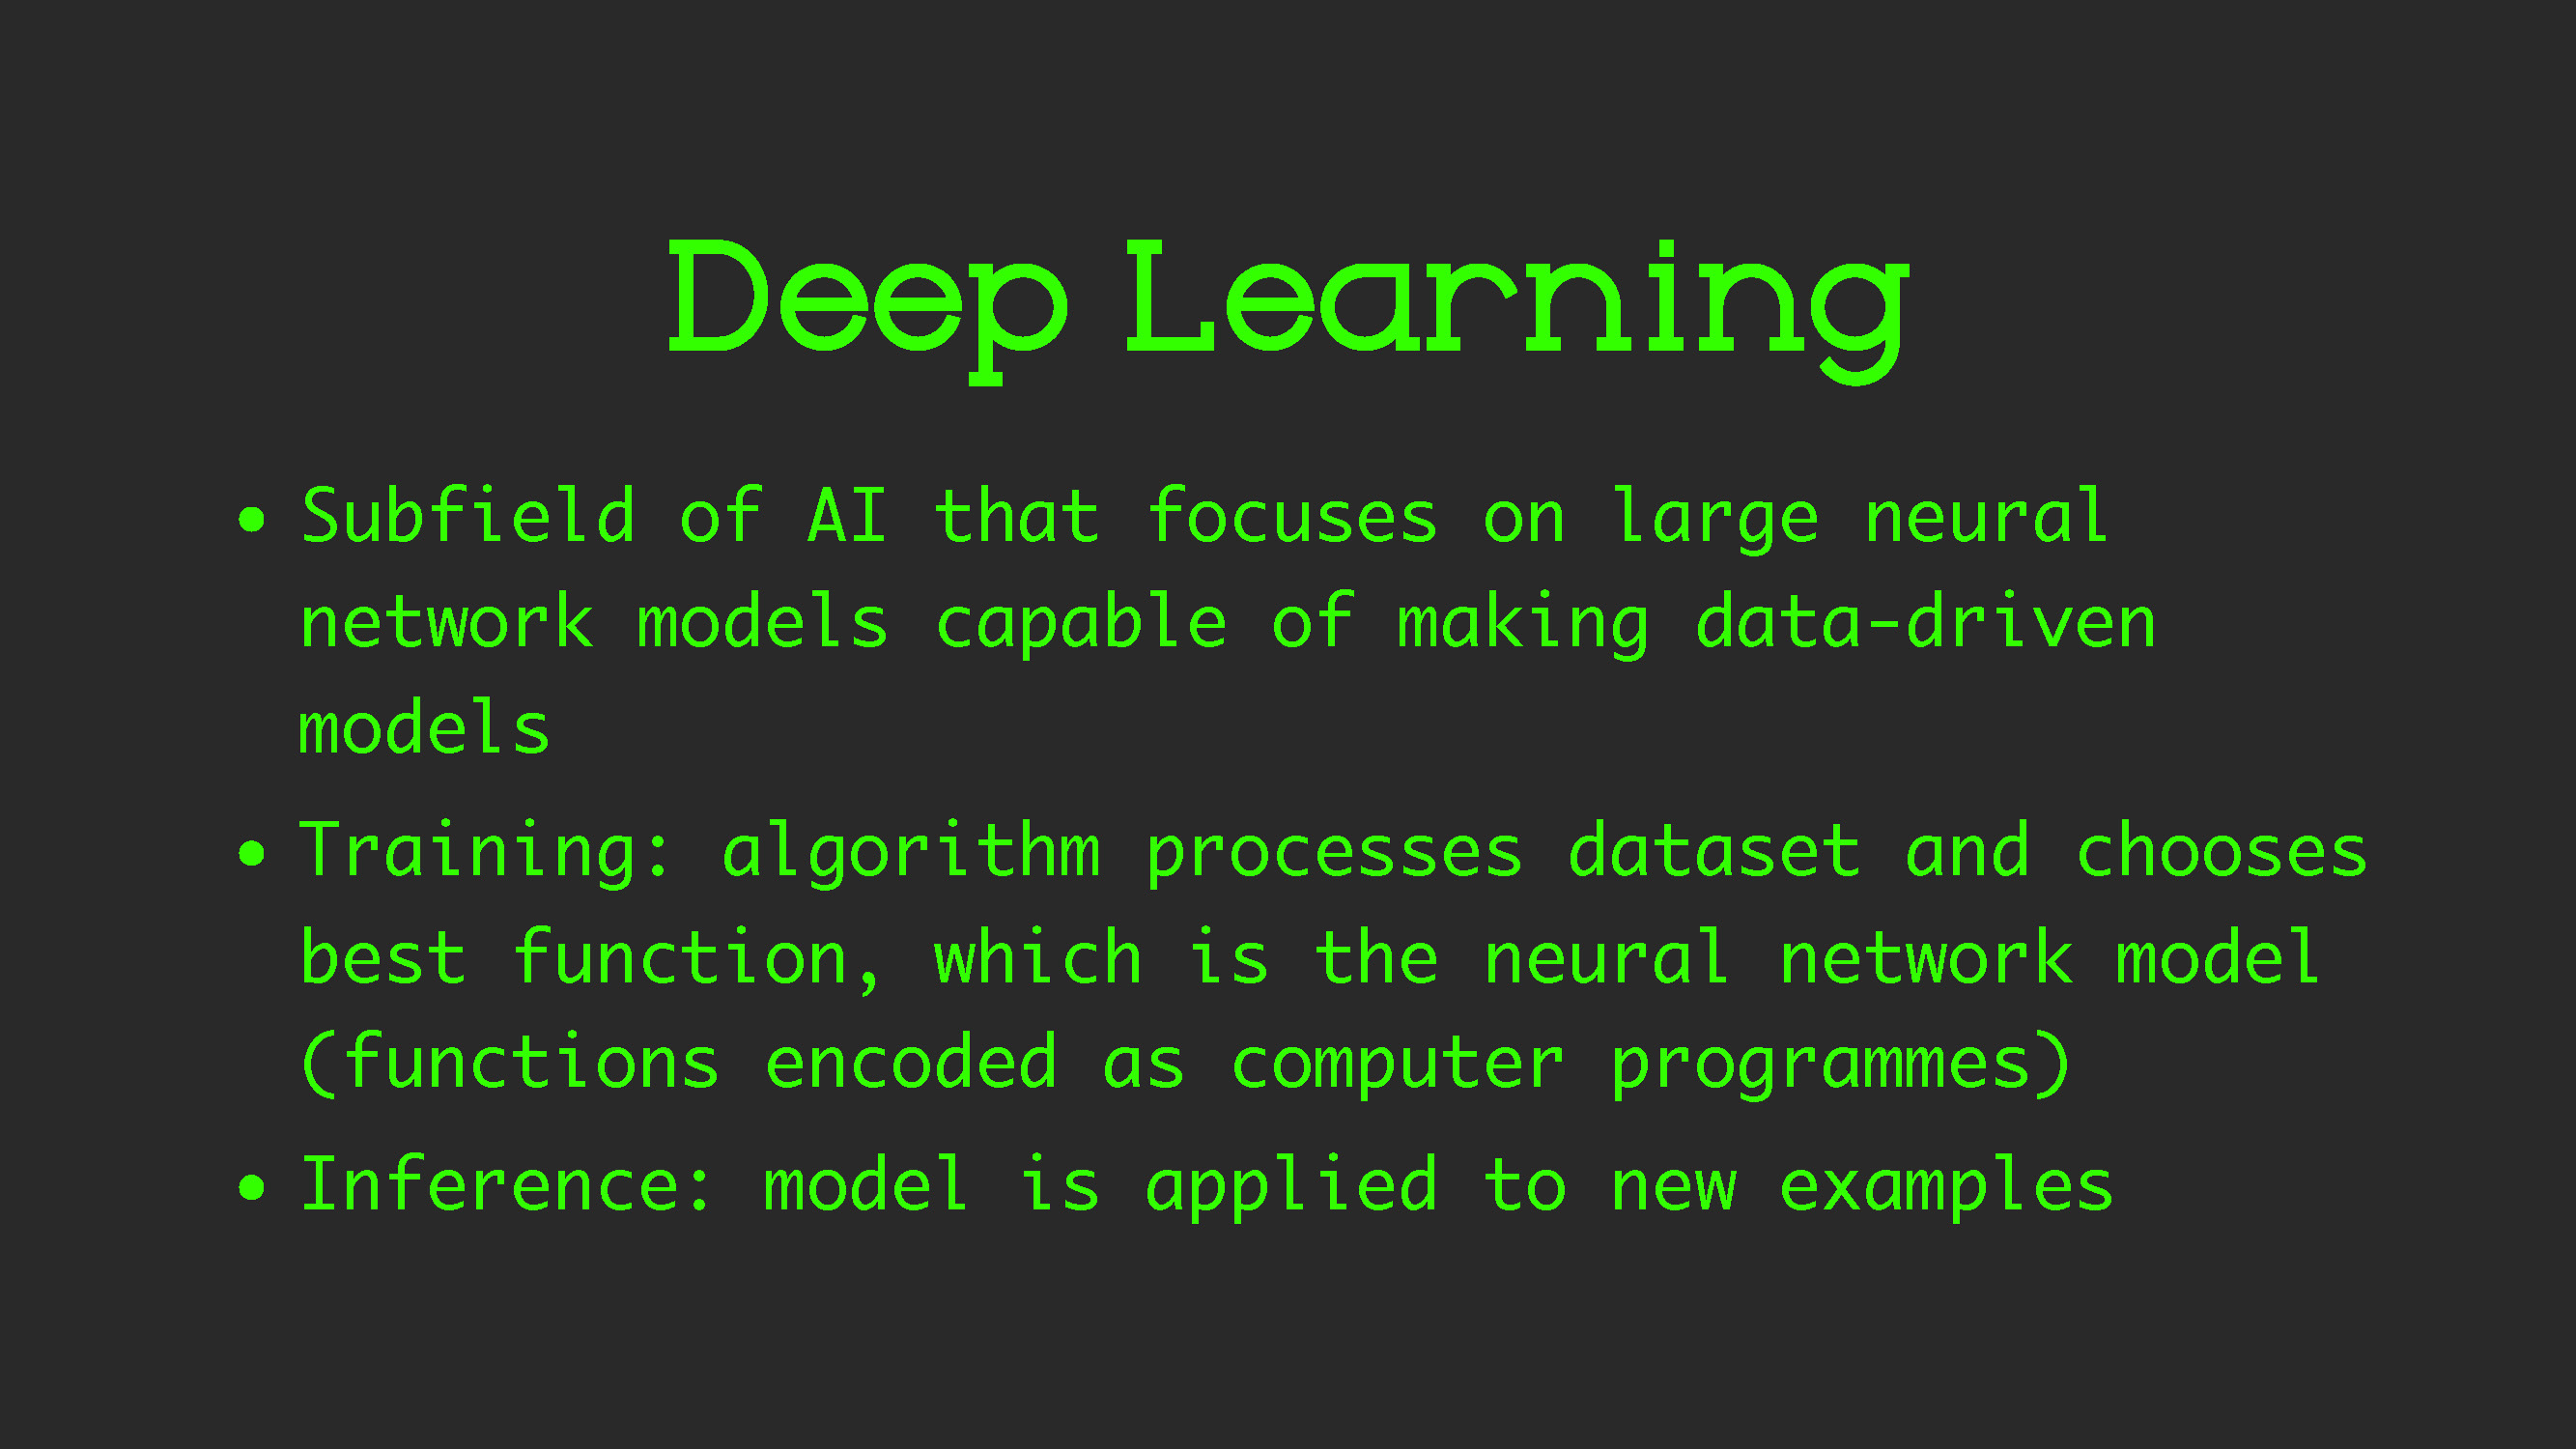 Deep Learning
• Subfield of AI that focuses on large neural
network models capable of making data-driven
models
• Training: algorithm processes dataset and chooses
best function, which is the neural network model
(functions encoded as computer programmes)
• Inference: model is applied to new examples